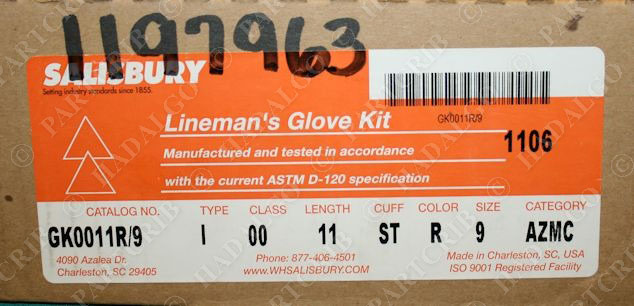 1197963
SALISBURY
Setting industry standards since 1855.
GK0011R/9
Lineman's Glove Kit
1106
Manufactured and tested in accordance
with the current ASTM D-120 specification
CATALOG NO. TYPE CLASS LENGTH CUFF COLOR SIZE CATEGORY
GK0011R/9 I 00 11 ST R 9 AZMC
4090 Azalea Dr. Phone: 877-406-4501 Made in Charleston, SC, USA
Charleston, SC 29405 www.WHSALISBURY.com ISO 9001 Registered Facility
© PARTCRIB © HADALGO